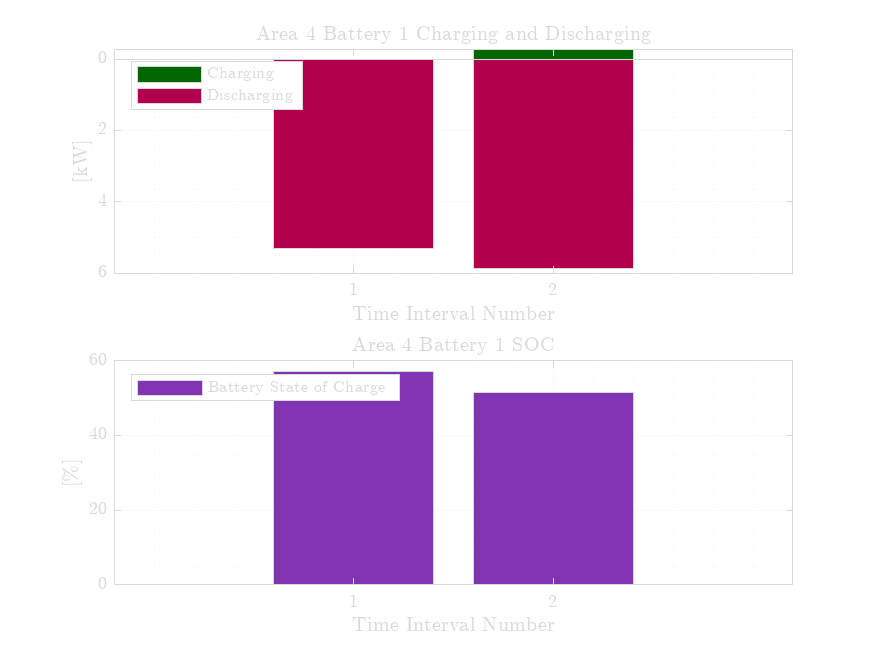 Area 4 Battery 1 Charging and Discharging
0
Charging
Discharging
2
[kW]
4
6
1 2
Time Interval Number
Area 4 Battery 1 SOC
60
Battery State of Charge
40
[%]
20
0
1 2
Time Interval Number